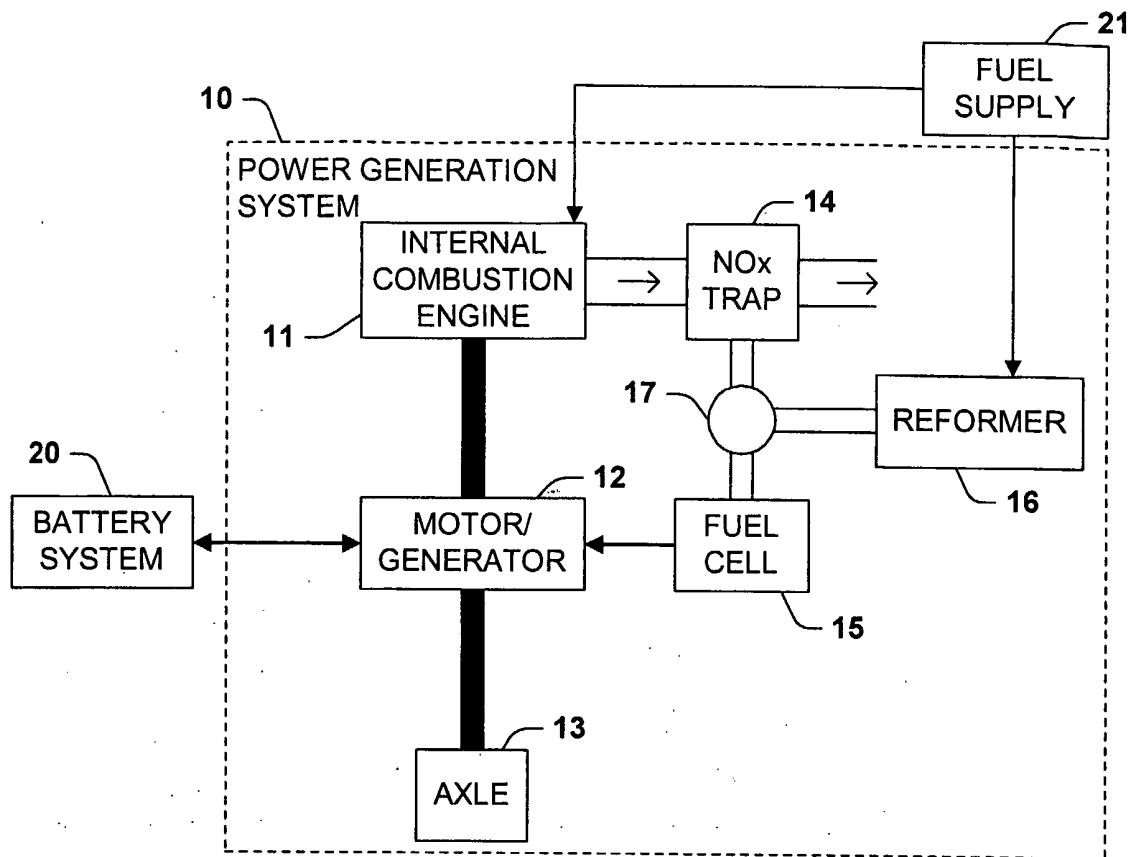 21
FUEL
SUPPLY
10
POWER GENERATION
SYSTEM
14
INTERNAL
COMBUSTION
ENGINE
11
NOx
TRAP
17
REFORMER
16
20
BATTERY
SYSTEM
12
MOTOR/
GENERATOR
FUEL
CELL
15
13
AXLE